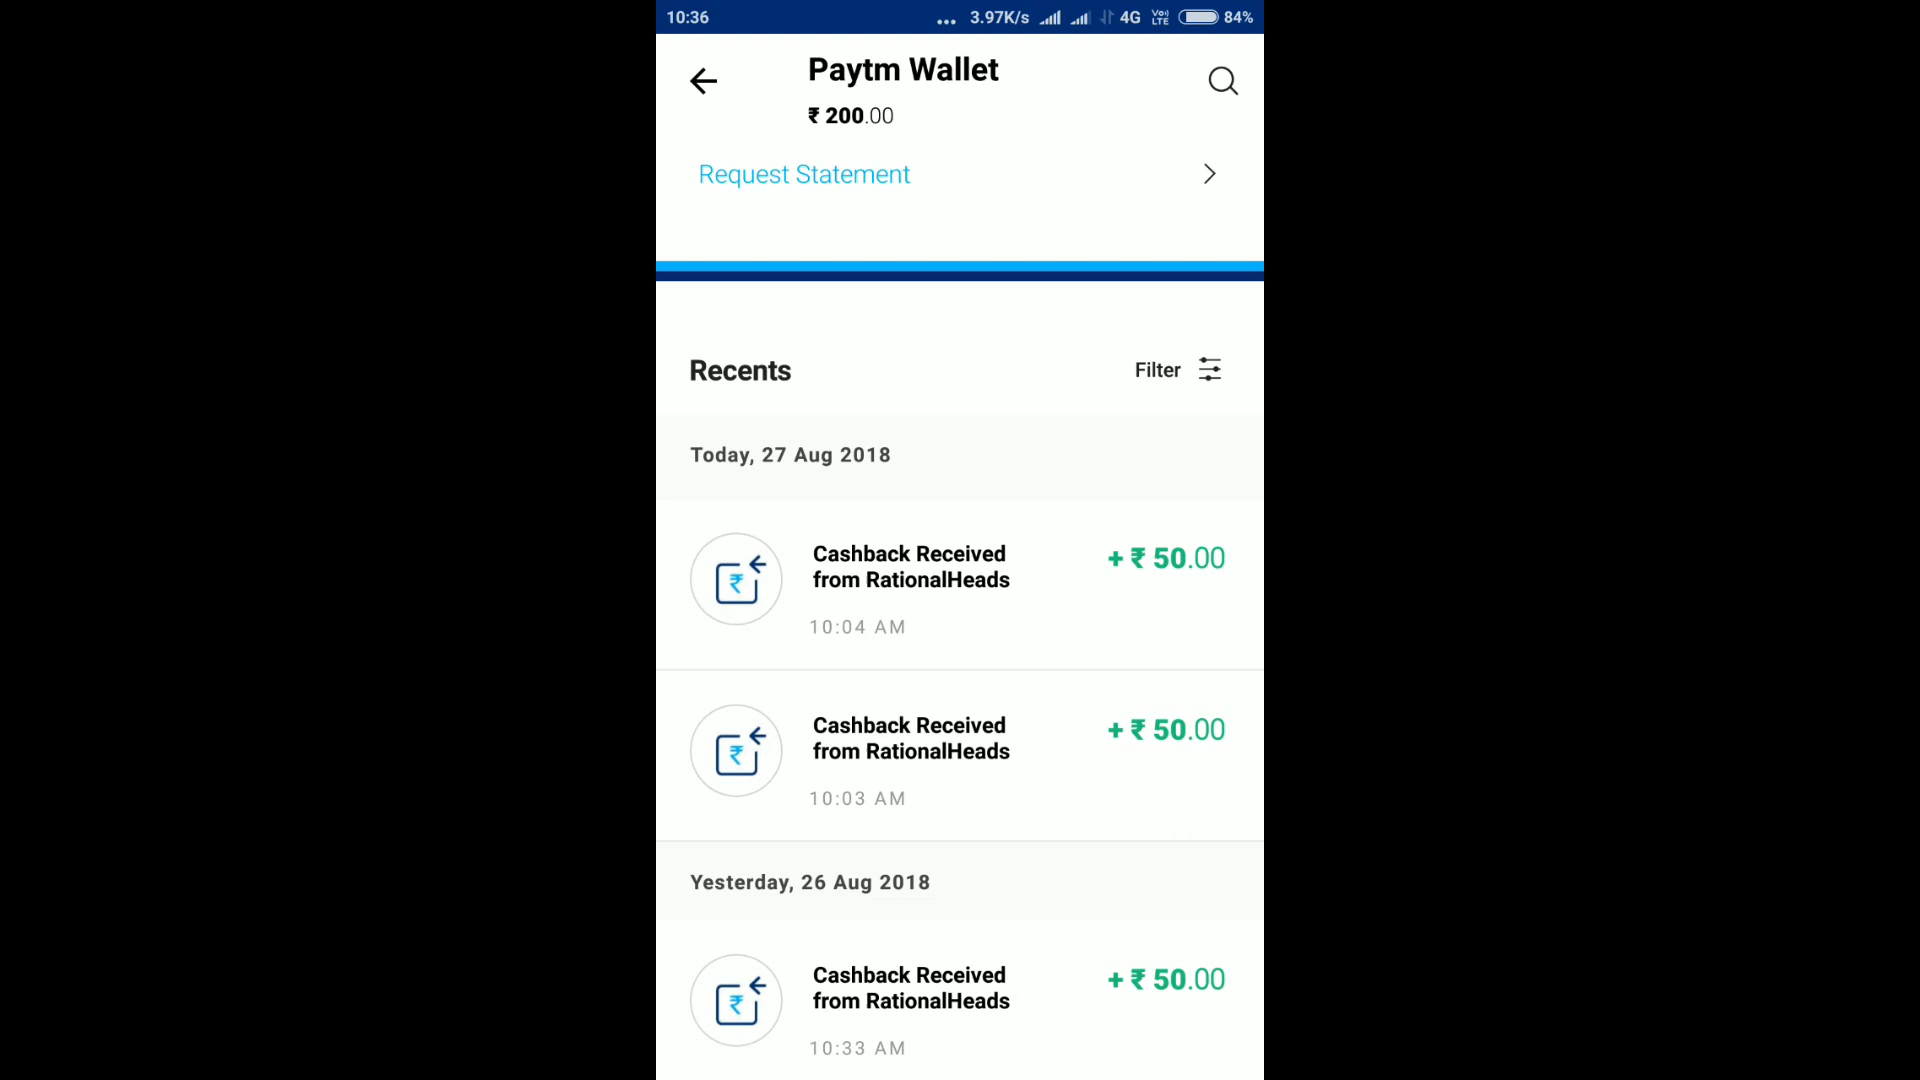 10:36
... 3.97K/s 4G VoLTE 84%
Paytm Wallet
₹ 200.00
Request Statement
Recents
Filter
Today, 27 Aug 2018
Cashback Received
from RationalHeads
+ ₹ 50.00
10:04 AM
Cashback Received
from RationalHeads
+ ₹ 50.00
10:03 AM
Yesterday, 26 Aug 2018
Cashback Received
from RationalHeads
+ ₹ 50.00
10:33 AM